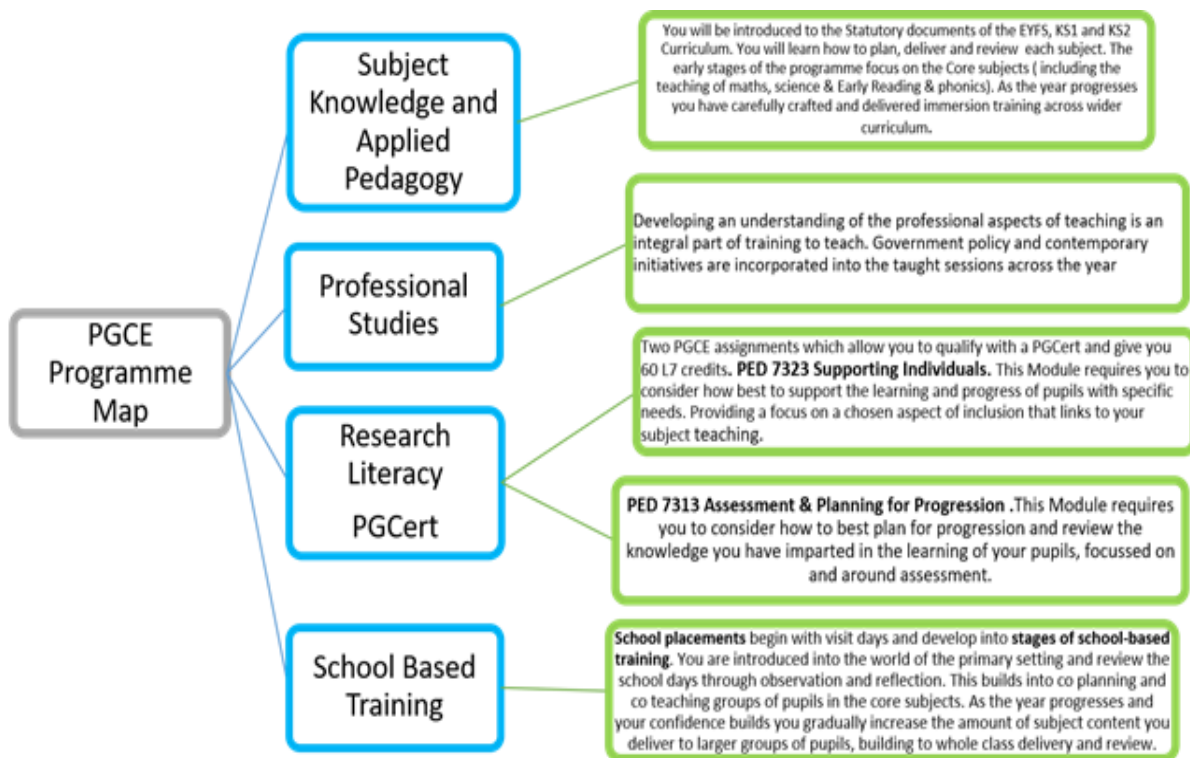 PGCE
Programme
Map
Subject
Knowledge and
Applied
Pedagogy
You will be introduced to the Statutory documents of the EYFS, KS1 and KS2
Curriculum. You will learn how to plan, deliver and review each subject. The
early stages of the programme focus on the Core subjects ( including the
teaching of maths, science & Early Reading & phonics). As the year progresses
you have carefully crafted and delivered immersion training across wider
curriculum.
Professional
Studies
Developing an understanding of the professional aspects of teaching is an
integral part of training to teach. Government policy and contemporary
initiatives are incorporated into the taught sessions across the year
Research
Literacy
PGCert
Two PGCE assignments which allow you to qualify with a PGCert and give you
60 L7 credits. PED 7323 Supporting Individuals. This Module requires you to
consider how best to support the learning and progress of pupils with specific
needs. Providing a focus on a chosen aspect of inclusion that links to your
subject teaching.
PED 7313 Assessment & Planning for Progression .This Module requires
you to consider how to best plan for progression and review the
knowledge you have imparted in the learning of your pupils, focussed on
and around assessment.
School Based
Training
School placements begin with visit days and develop into stages of school-based
training. You are introduced into the world of the primary setting and review the
school days through observation and reflection. This builds into co planning and
co teaching groups of pupils in the core subjects. As the year progresses and
your confidence builds you gradually increase the amount of subject content you
deliver to larger groups of pupils, building to whole class delivery and review.